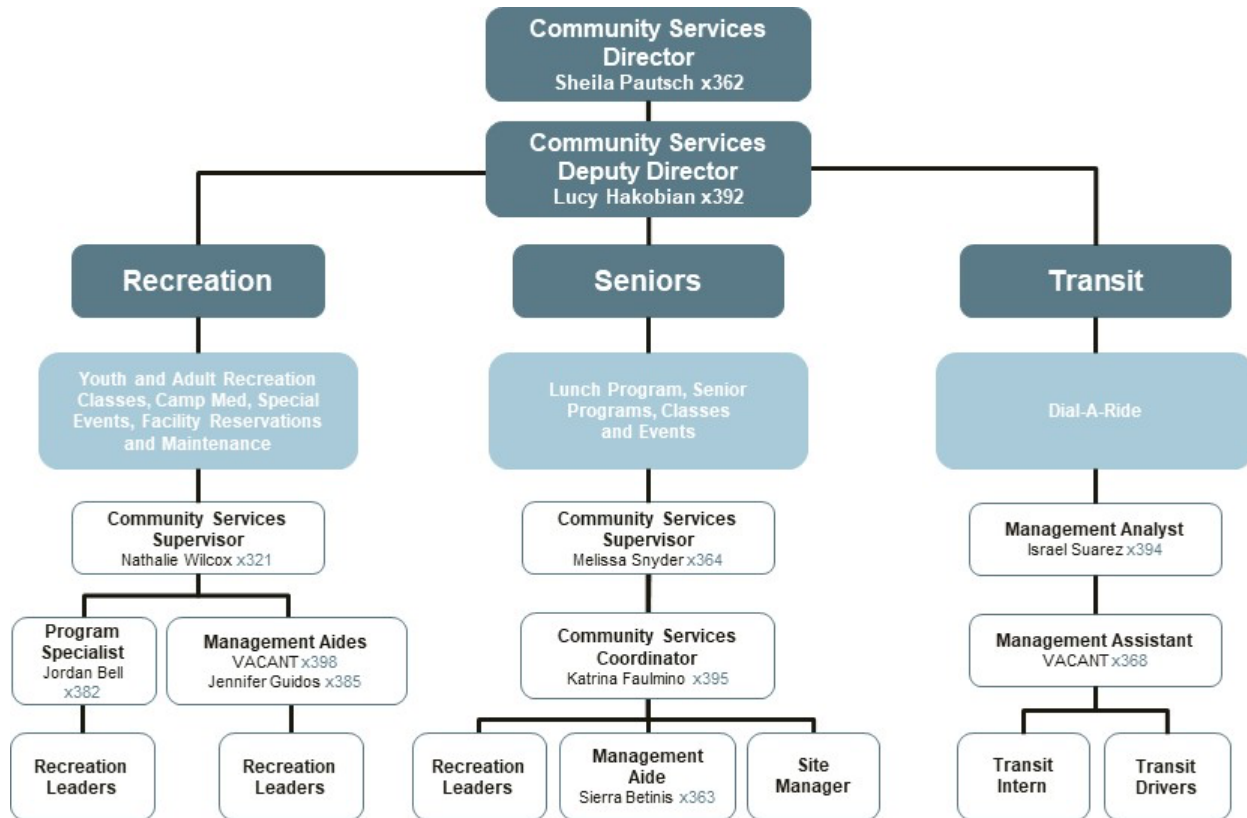 Community Services
Director
Sheila Pautsch x362
Community Services
Deputy Director
Lucy Hakobian x392
Recreation
Seniors
Transit
Youth and Adult Recreation
Classes, Camp Med, Special
Events, Facility Reservations
and Maintenance
Lunch Program, Senior
Programs, Classes
and Events
Dial-A-Ride
Community Services
Supervisor
Nathalie Wilcox x321
Community Services
Supervisor
Melissa Snyder x364
Management Analyst
Israel Suarez x394
Program
Specialist
Jordan Bell
x382
Management Aides
VACANT x398
Jennifer Guidos x385
Community Services
Coordinator
Katrina Faulmino x395
Management Assistant
VACANT x368
Recreation
Leaders
Recreation
Leaders
Recreation
Leaders
Management
Aide
Sierra Betinis x363
Site
Manager
Transit
Intern
Transit
Drivers